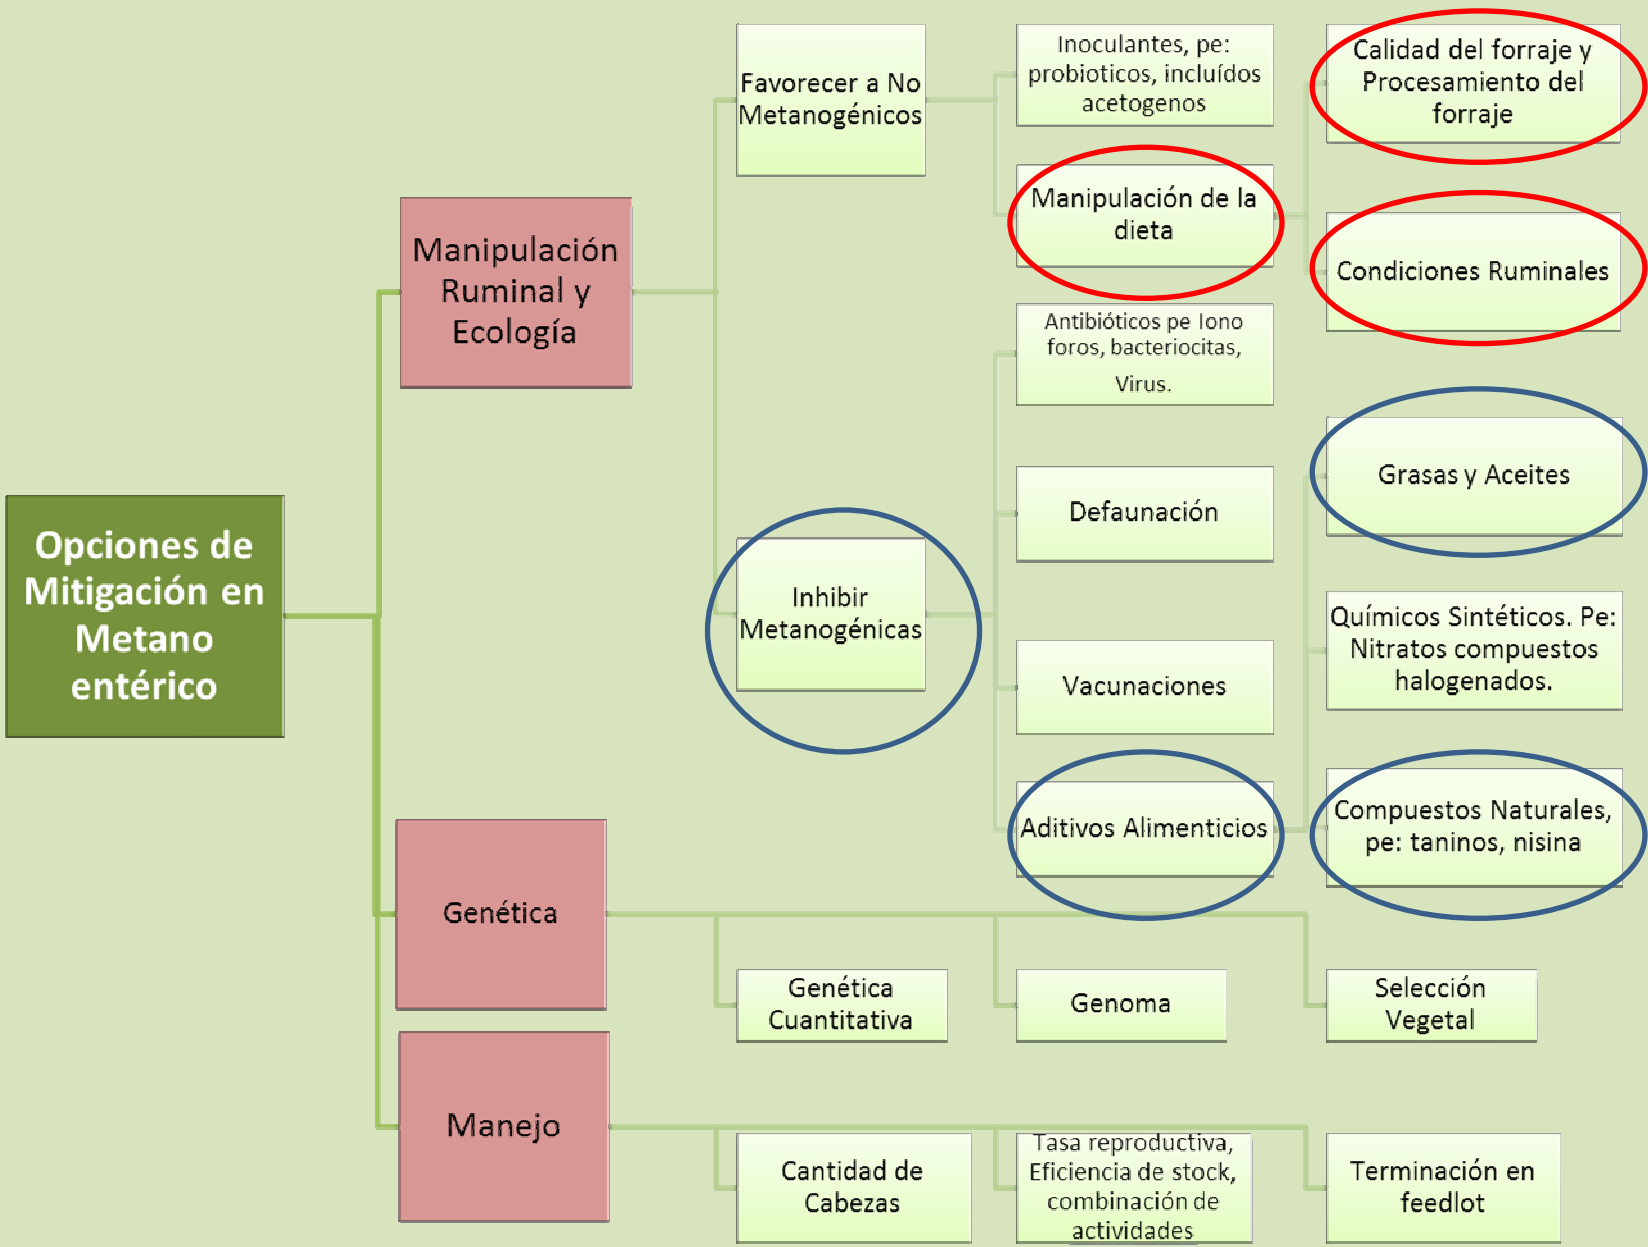 Opciones de
Mitigación en
Metano
entérico
Manipulación
Ruminal y
Ecología
Favorecer a No
Metanogénicos
Inoculantes, pe:
probioticos, incluídos
acetogenos
Manipulación de la
dieta
Calidad del forraje y
Procesamiento del
forraje
Condiciones Ruminales
Inhibir
Metanogénicas
Antibióticos pe Iono
foros, bacteriocitas,
Virus.
Defaunación
Vacunaciones
Aditivos Alimenticios
Grasas y Aceites
Químicos Sintéticos. Pe:
Nitratos compuestos
halogenados.
Compuestos Naturales,
pe: taninos, nisina
Genética
Genética
Cuantitativa
Genoma
Selección
Vegetal
Manejo
Cantidad de
Cabezas
Tasa reproductiva,
Eficiencia de stock,
combinación de
actividades
Terminación en
feedlot